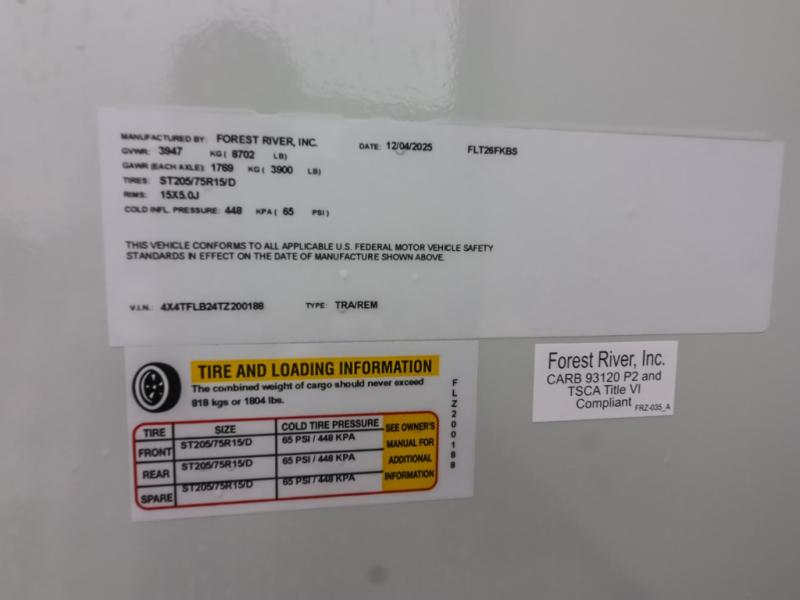 MANUFACTURED BY: FOREST RIVER, INC. DATE: 12/04/2025 FLT26FKBS
GVWR: 3947 KG ( 8702 LB)
GAWR (EACH AXLE): 1769 KG ( 3900 LB)
TIRES: ST205/75R15/D
RIMS: 15X5.0J
COLD INFL. PRESSURE: 448 KPA ( 65 PSI)
THIS VEHICLE CONFORMS TO ALL APPLICABLE U.S. FEDERAL MOTOR VEHICLE SAFETY
STANDARDS IN EFFECT ON THE DATE OF MANUFACTURE SHOWN ABOVE.
V.I.N.: 4X4TFLB24TZ200188 TYPE: TRA/REM
TIRE AND LOADING INFORMATION
The combined weight of cargo should never exceed
818 kgs or 1804 lbs.
TIRE SIZE COLD TIRE PRESSURE
FRONT ST205/75R15/D 65 PSI / 448 KPA
REAR ST205/75R15/D 65 PSI / 448 KPA
SPARE ST205/75R15/D 65 PSI / 448 KPA
SEE OWNER'S
MANUAL FOR
ADDITIONAL
INFORMATION
FLZ200188
Forest River, Inc.
CARB 93120 P2 and
TSCA Title VI
Compliant FRZ-035_A